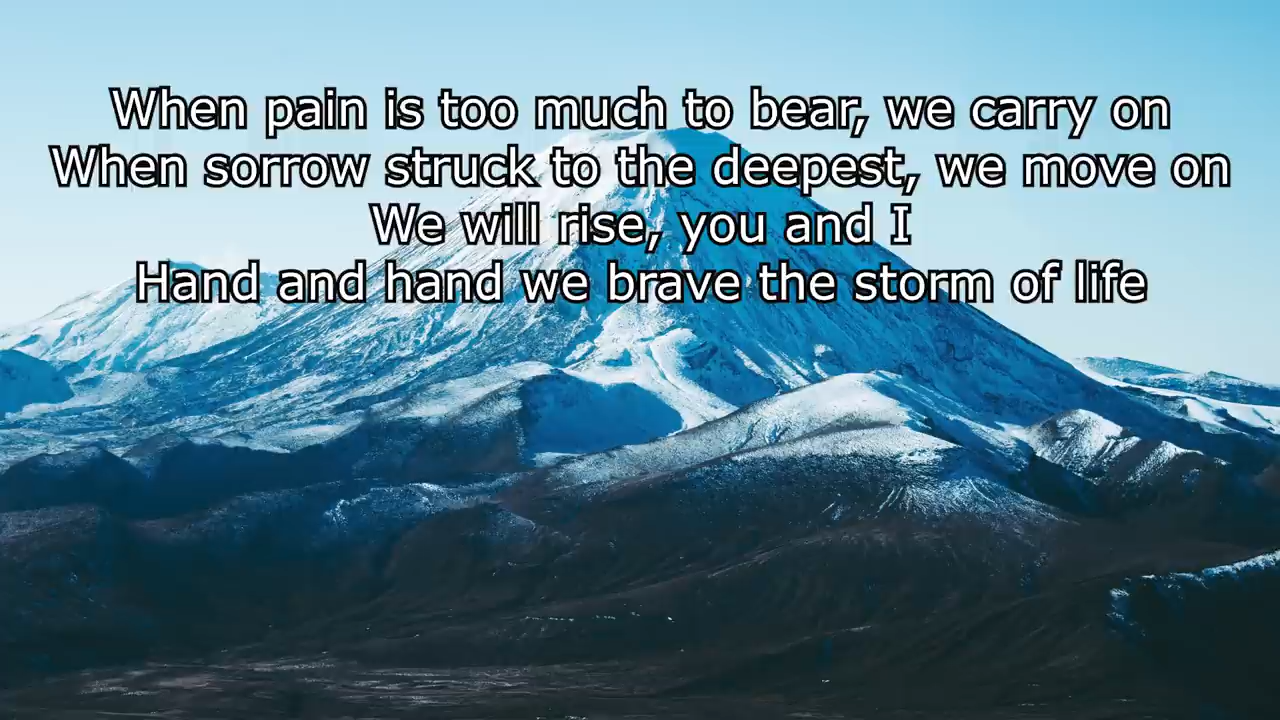 When pain is too much to bear, we carry on
When sorrow struck to the deepest, we move on
We will rise, you and I
Hand and hand we brave the storm of life